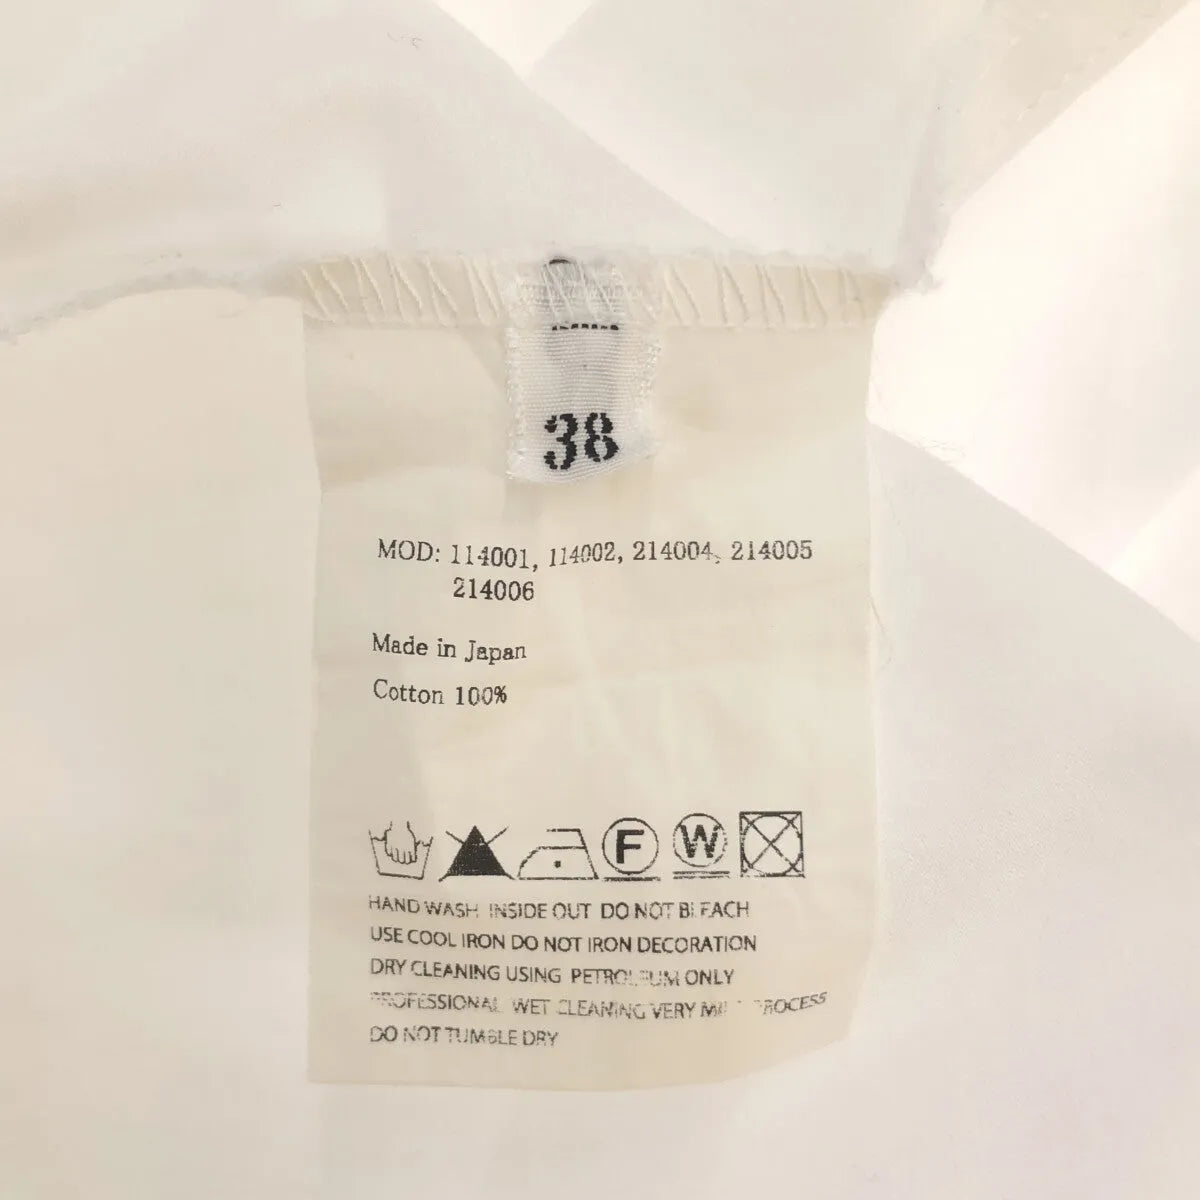 38
MOD: 114001, 114002, 214004, 214005
214006
Made in Japan
Cotton 100%
F W
HAND WASH INSIDE OUT DO NOT BLEACH
USE COOL IRON DO NOT IRON DECORATION
DRY CLEANING USING PETROLEUM ONLY
PROFESSIONAL WET CLEANING VERY MILD PROCESS
DO NOT TUMBLE DRY